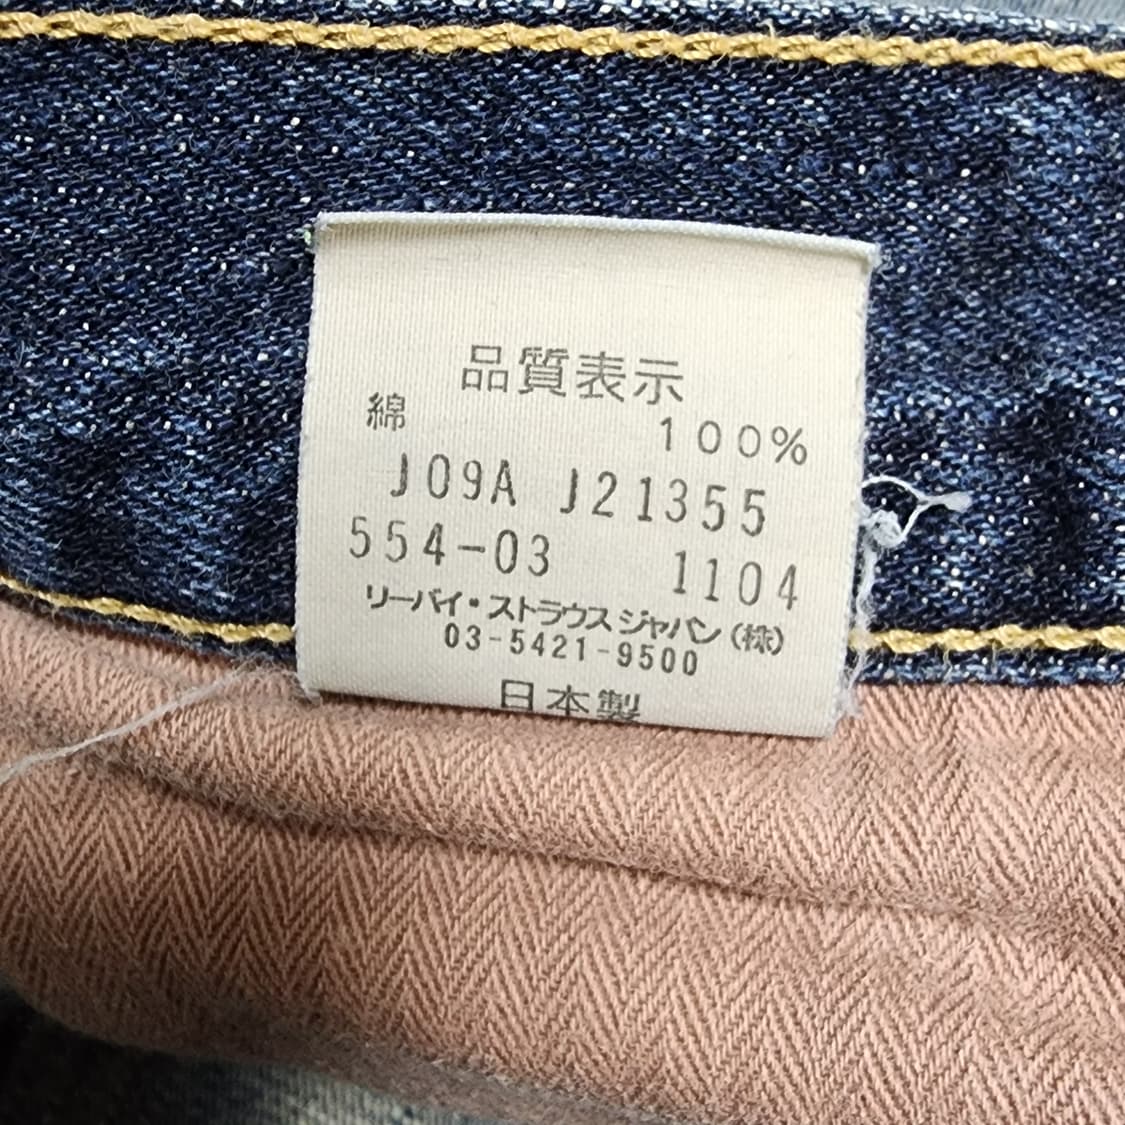 品質表示
綿 100%
J09A J21355
554-03 1104
リーバイ・ストラウス ジャパン(株)
03-5421-9500
日本製